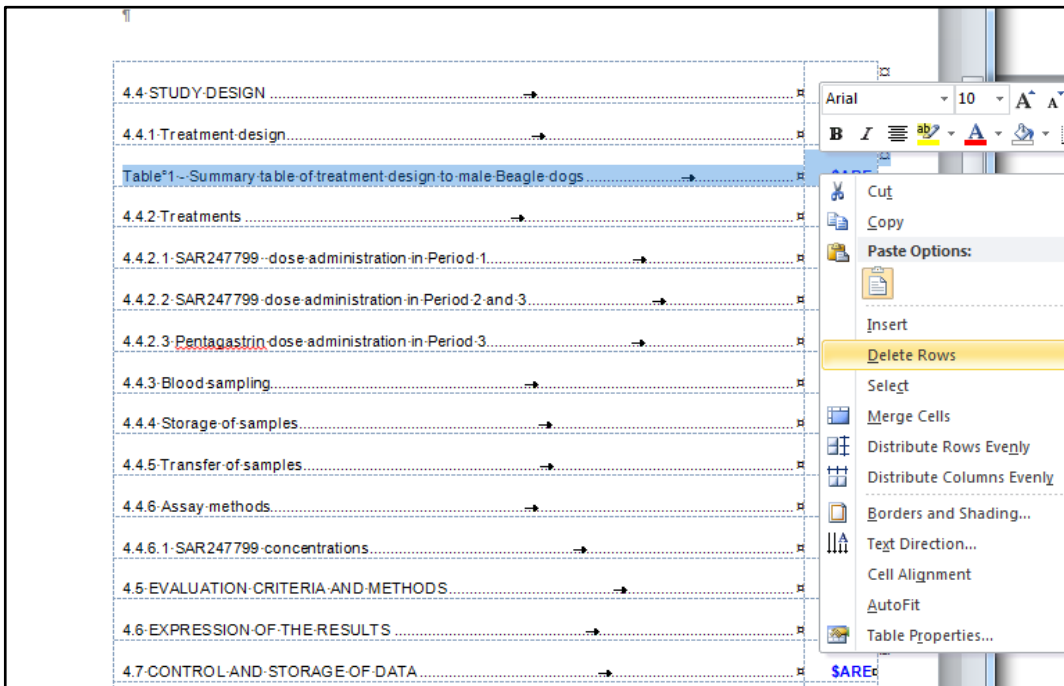 ¶
4.4 STUDY DESIGN
4.4.1 Treatment design
Table°1 - Summary table of treatment design to male Beagle dogs
4.4.2 Treatments
4.4.2.1 SAR247799 dose administration in Period 1
4.4.2.2 SAR247799 dose administration in Period 2 and 3
4.4.2.3 Pentagastrin dose administration in Period 3
4.4.3 Blood sampling
4.4.4 Storage of samples
4.4.5 Transfer of samples
4.4.6 Assay methods
4.4.6.1 SAR247799 concentrations
4.5 EVALUATION CRITERIA AND METHODS
4.6 EXPRESSION OF THE RESULTS
4.7 CONTROL AND STORAGE OF DATA $ARE
Arial 10 A A
B I ab A
Cut
Copy
Paste Options:
Insert
Delete Rows
Select
Merge Cells
Distribute Rows Evenly
Distribute Columns Evenly
Borders and Shading...
Text Direction...
Cell Alignment
AutoFit
Table Properties...